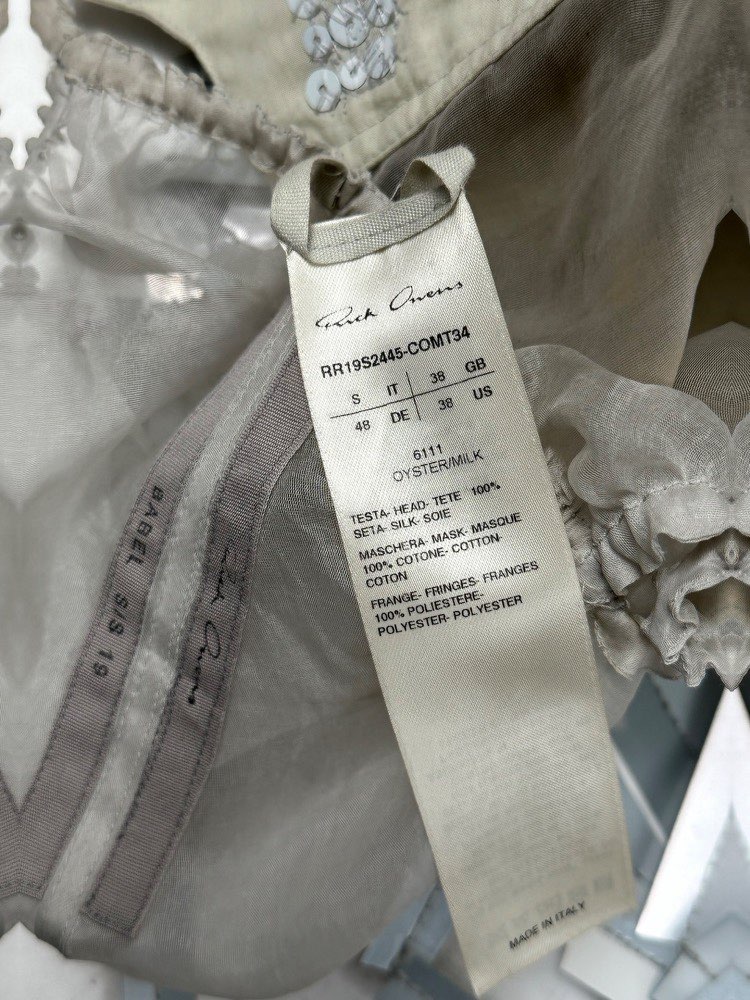 Rick Owens
RR19S2445-COMT34
S IT 38 GB
48 DE 38 US
6111
OYSTER/MILK
TESTA- HEAD- TETE 100%
SETA- SILK- SOIE
MASCHERA- MASK- MASQUE
100% COTONE- COTTON-
COTON
FRANGE- FRINGES- FRANGES
100% POLIESTERE-
POLYESTER- POLYESTER
MADE IN ITALY
BABEL S/S 19
Rick Owens